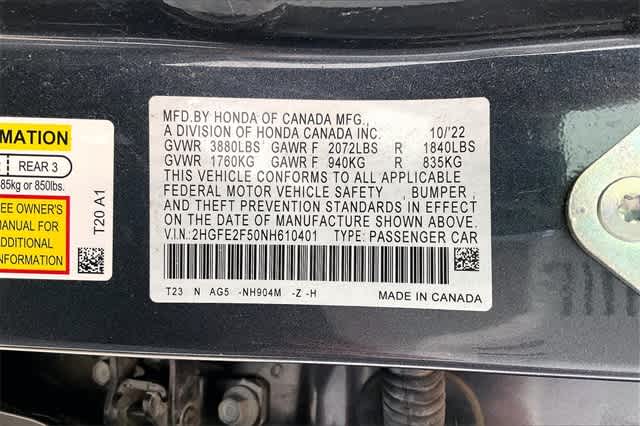 MATION
REAR 3
85kg or 850lbs.
EE OWNER'S
MANUAL FOR
ADDITIONAL
INFORMATION
T20 A1
MFD.BY HONDA OF CANADA MFG.,
A DIVISION OF HONDA CANADA INC. 10/'22
GVWR 3880LBS GAWR F 2072LBS R 1840LBS
GVWR 1760KG GAWR F 940KG R 835KG
THIS VEHICLE CONFORMS TO ALL APPLICABLE
FEDERAL MOTOR VEHICLE SAFETY , BUMPER ,
AND THEFT PREVENTION STANDARDS IN EFFECT
ON THE DATE OF MANUFACTURE SHOWN ABOVE.
V.I.N:2HGFE2F50NH610401 TYPE: PASSENGER CAR
T23 N AG5 -NH904M -Z -H
MADE IN CANADA